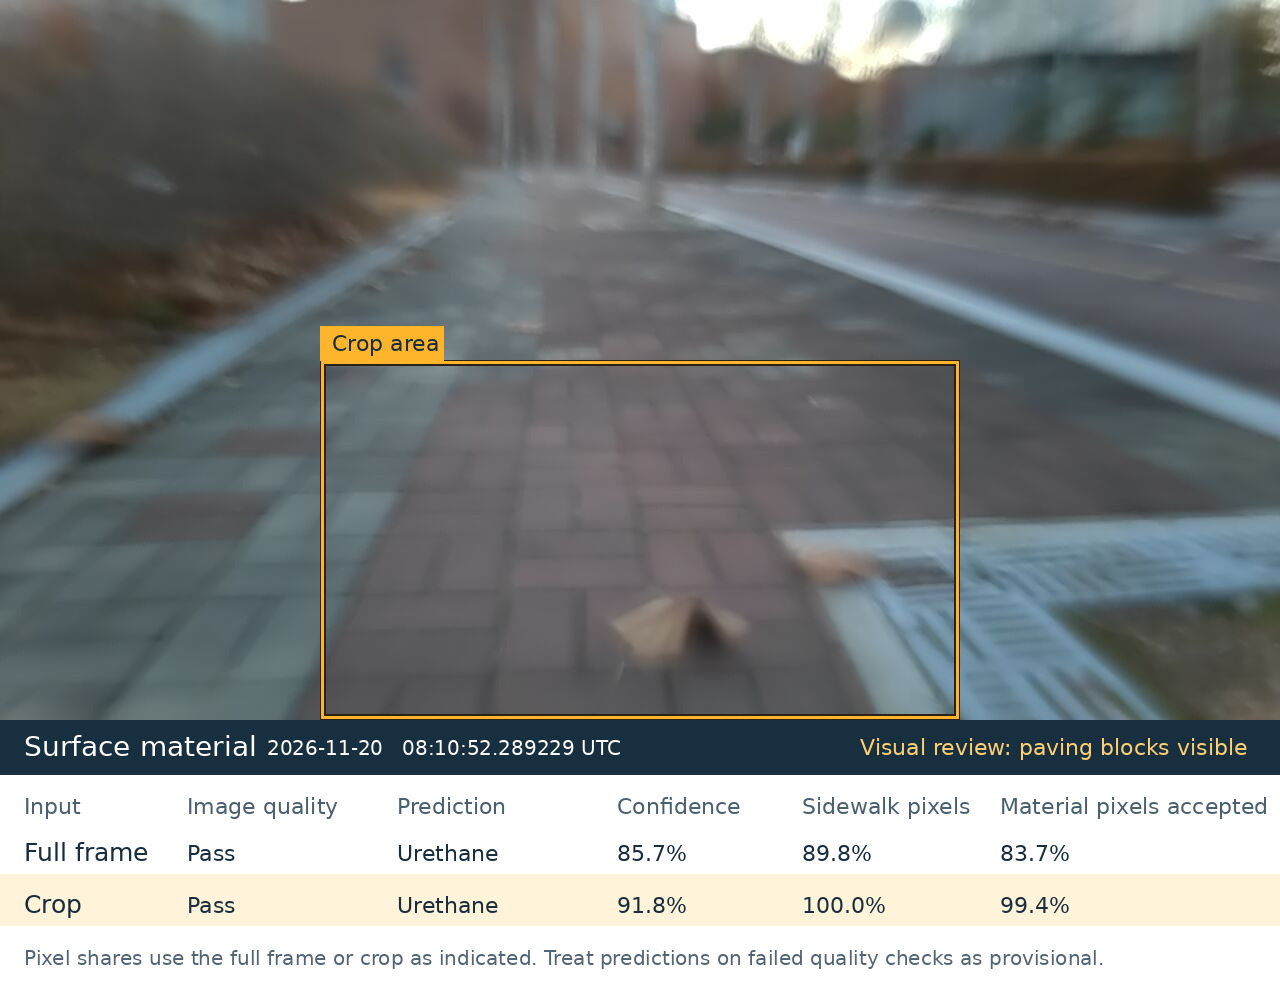 Crop area
Surface material 2026-11-20 08:10:52.289229 UTC Visual review: paving blocks visible
Input Image quality Prediction Confidence Sidewalk pixels Material pixels accepted
Full frame Pass Urethane 85.7% 89.8% 83.7%
Crop Pass Urethane 91.8% 100.0% 99.4%
Pixel shares use the full frame or crop as indicated. Treat predictions on failed quality checks as provisional.